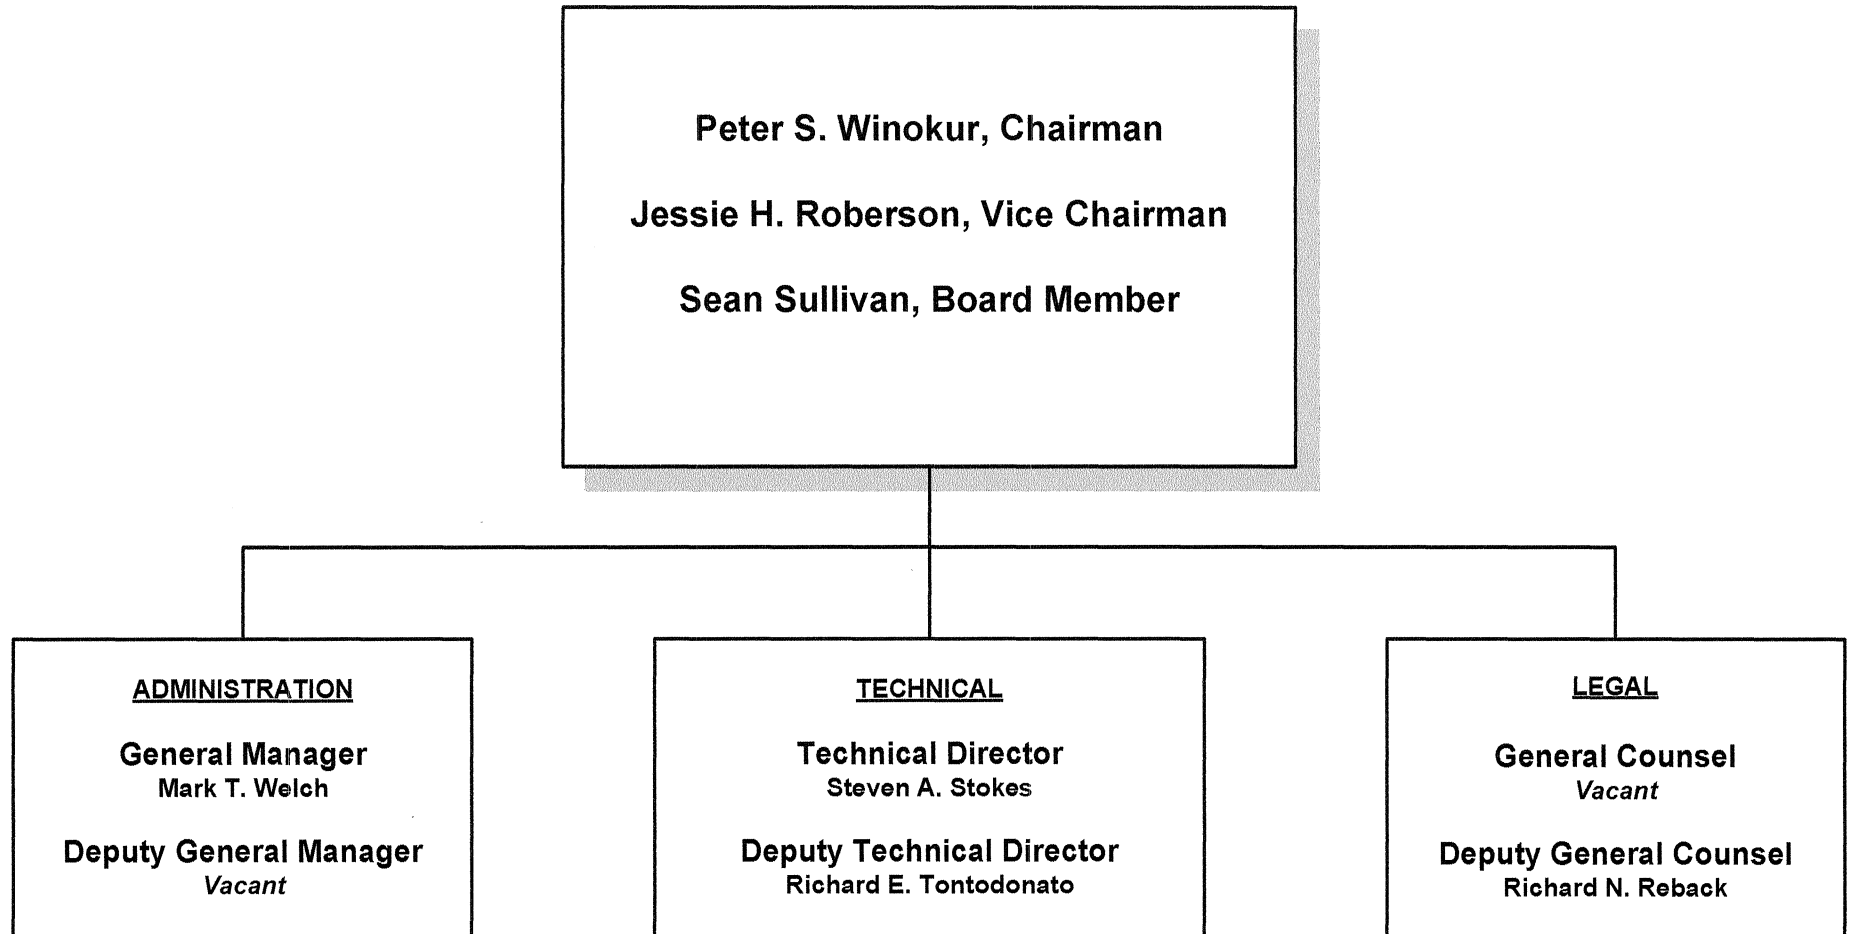 Peter S. Winokur, Chairman
Jessie H. Roberson, Vice Chairman
Sean Sullivan, Board Member
ADMINISTRATION
General Manager
Mark T. Welch
Deputy General Manager
Vacant
TECHNICAL
Technical Director
Steven A. Stokes
Deputy Technical Director
Richard E. Tontodonato
LEGAL
General Counsel
Vacant
Deputy General Counsel
Richard N. Reback